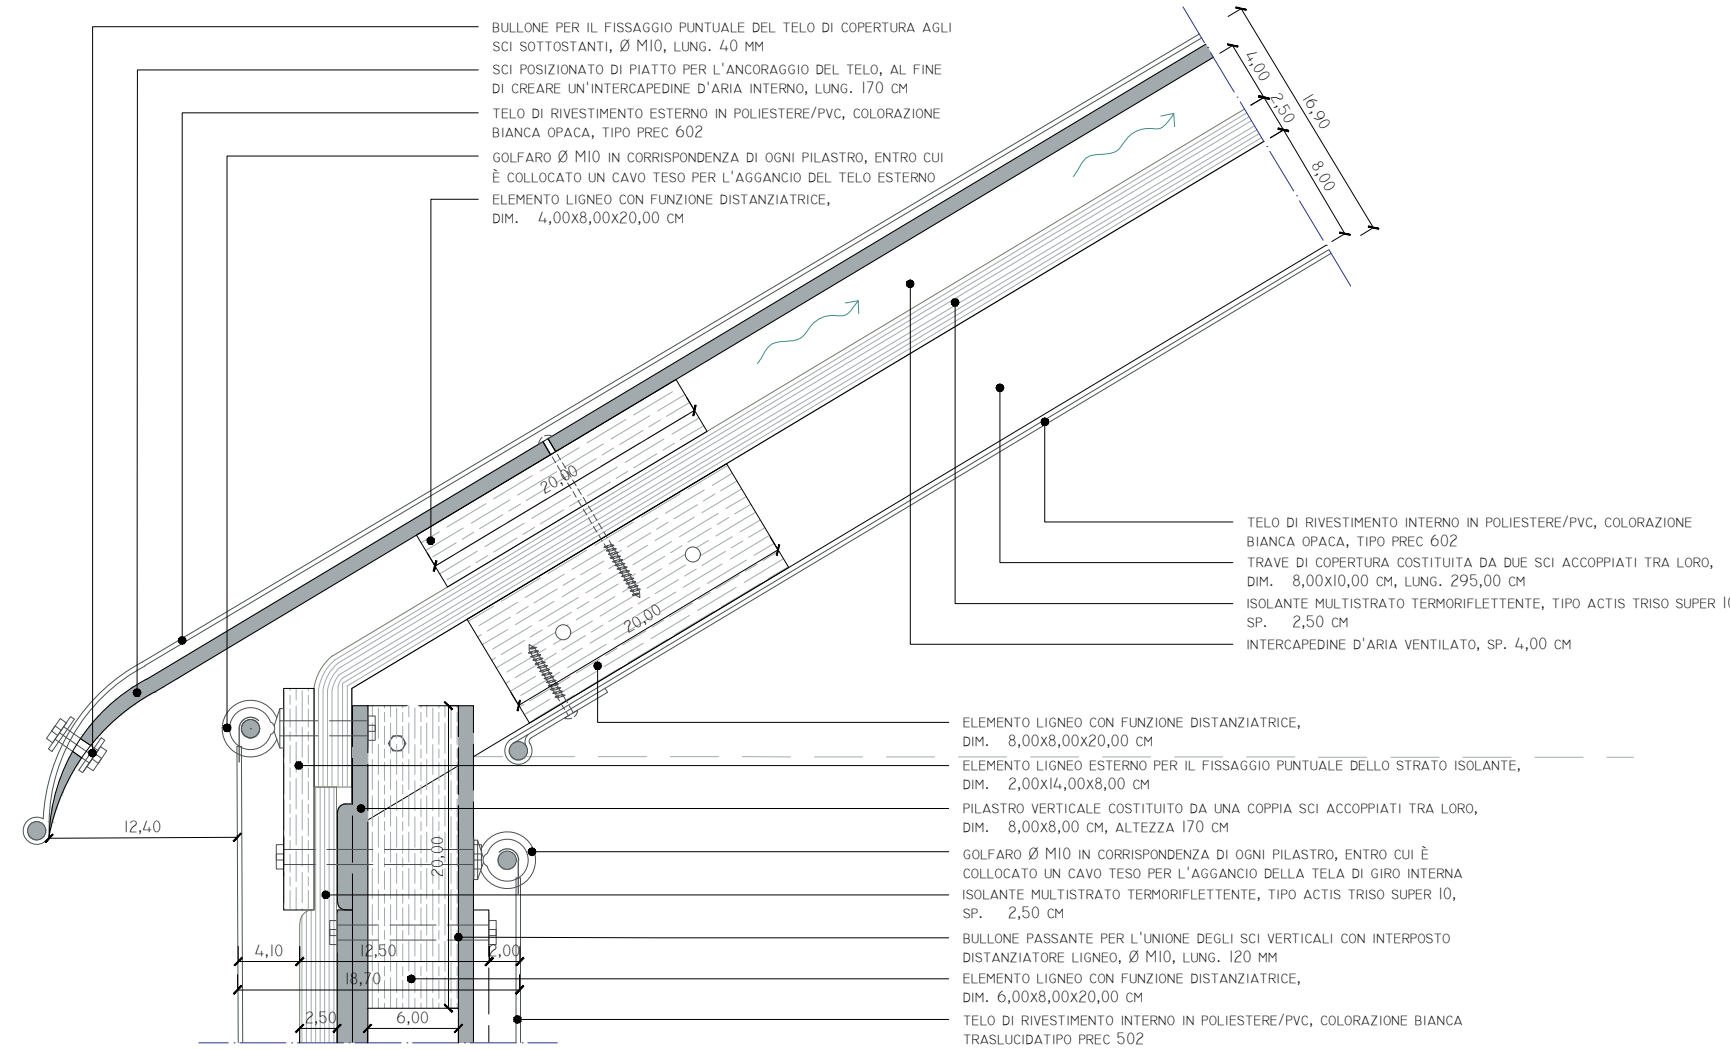 BULLONE PER IL FISSAGGIO PUNTUALE DEL TELO DI COPERTURA AGLI
SCI SOTTOSTANTI, Ø M10, LUNG. 40 MM
SCI POSIZIONATO DI PIATTO PER L'ANCORAGGIO DEL TELO, AL FINE
DI CREARE UN'INTERCAPEDINE D'ARIA INTERNO, LUNG. 170 CM
TELO DI RIVESTIMENTO ESTERNO IN POLIESTERE/PVC, COLORAZIONE
BIANCA OPACA, TIPO PREC 602
GOLFARO Ø M10 IN CORRISPONDENZA DI OGNI PILASTRO, ENTRO CUI
È COLLOCATO UN CAVO TESO PER L'AGGANCIO DEL TELO ESTERNO
ELEMENTO LIGNEO CON FUNZIONE DISTANZIATRICE,
DIM. 4,00X8,00X20,00 CM
4,00
2,50
16,90
8,00
20,00
20,00
TELO DI RIVESTIMENTO INTERNO IN POLIESTERE/PVC, COLORAZIONE
BIANCA OPACA, TIPO PREC 602
TRAVE DI COPERTURA COSTITUITA DA DUE SCI ACCOPPIATI TRA LORO,
DIM. 8,00X10,00 CM, LUNG. 295,00 CM
ISOLANTE MULTISTRATO TERMORIFLETTENTE, TIPO ACTIS TRISO SUPER 10
SP. 2,50 CM
INTERCAPEDINE D'ARIA VENTILATO, SP. 4,00 CM
ELEMENTO LIGNEO CON FUNZIONE DISTANZIATRICE,
DIM. 8,00X8,00X20,00 CM
ELEMENTO LIGNEO ESTERNO PER IL FISSAGGIO PUNTUALE DELLO STRATO ISOLANTE,
DIM. 2,00X14,00X8,00 CM
PILASTRO VERTICALE COSTITUITO DA UNA COPPIA SCI ACCOPPIATI TRA LORO,
DIM. 8,00X8,00 CM, ALTEZZA 170 CM
GOLFARO Ø M10 IN CORRISPONDENZA DI OGNI PILASTRO, ENTRO CUI È
COLLOCATO UN CAVO TESO PER L'AGGANCIO DELLA TELA DI GIRO INTERNA
ISOLANTE MULTISTRATO TERMORIFLETTENTE, TIPO ACTIS TRISO SUPER 10,
SP. 2,50 CM
BULLONE PASSANTE PER L'UNIONE DEGLI SCI VERTICALI CON INTERPOSTO
DISTANZIATORE LIGNEO, Ø M10, LUNG. 120 MM
ELEMENTO LIGNEO CON FUNZIONE DISTANZIATRICE,
DIM. 6,00X8,00X20,00 CM
TELO DI RIVESTIMENTO INTERNO IN POLIESTERE/PVC, COLORAZIONE BIANCA
TRASLUCIDATIPO PREC 502
12,40
20,00
4,10
12,50
2,00
18,70
2,50
6,00